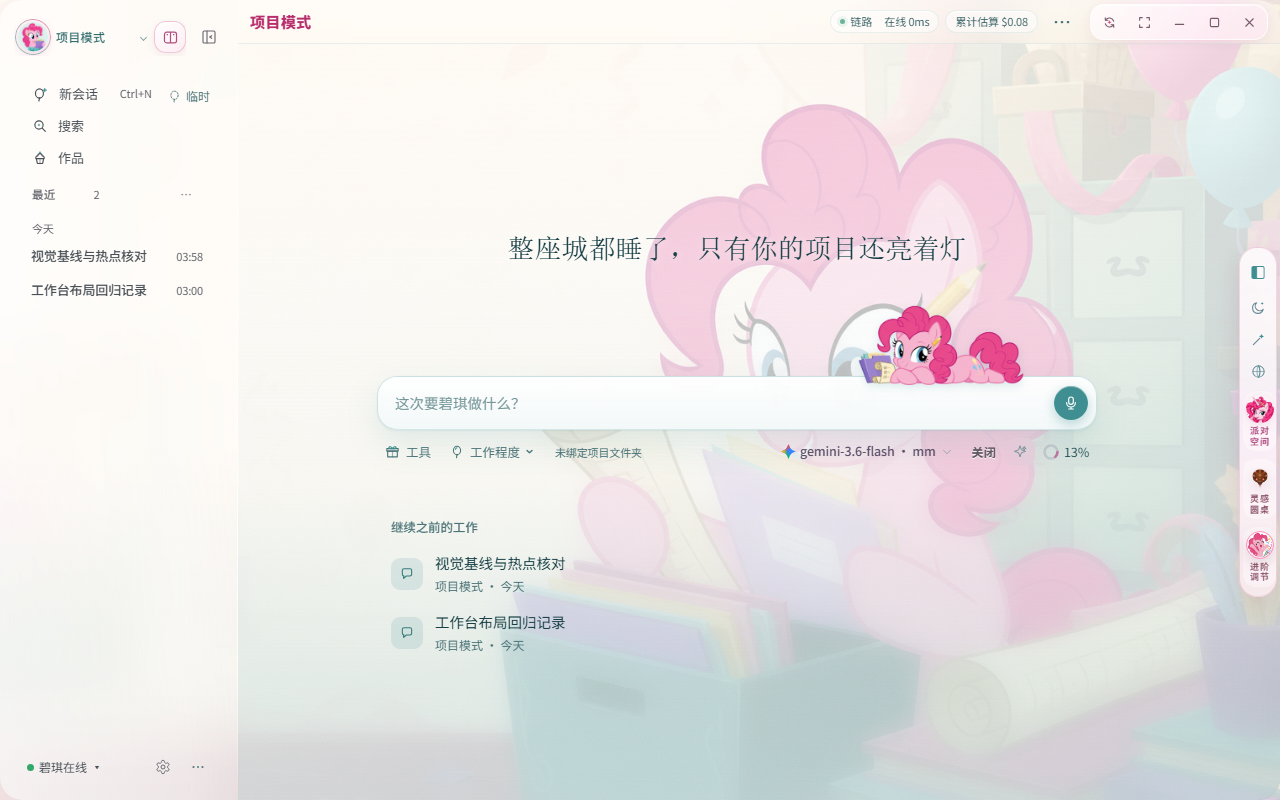 项目模式
新会话 Ctrl+N 临时
搜索
作品
最近 2 ···
今天
视觉基线与热点核对 03:58
工作台布局回归记录 03:00
碧琪在线
项目模式
链路 在线 0ms
累计估算 $0.08
整座城都睡了，只有你的项目还亮着灯
这次要碧琪做什么?
工具 工作程度 未绑定项目文件夹 gemini-3.6-flash · mm 关闭 13%
继续之前的工作
视觉基线与热点核对
项目模式 · 今天
工作台布局回归记录
项目模式 · 今天
派对
空间
灵感
圆桌
进阶
调节